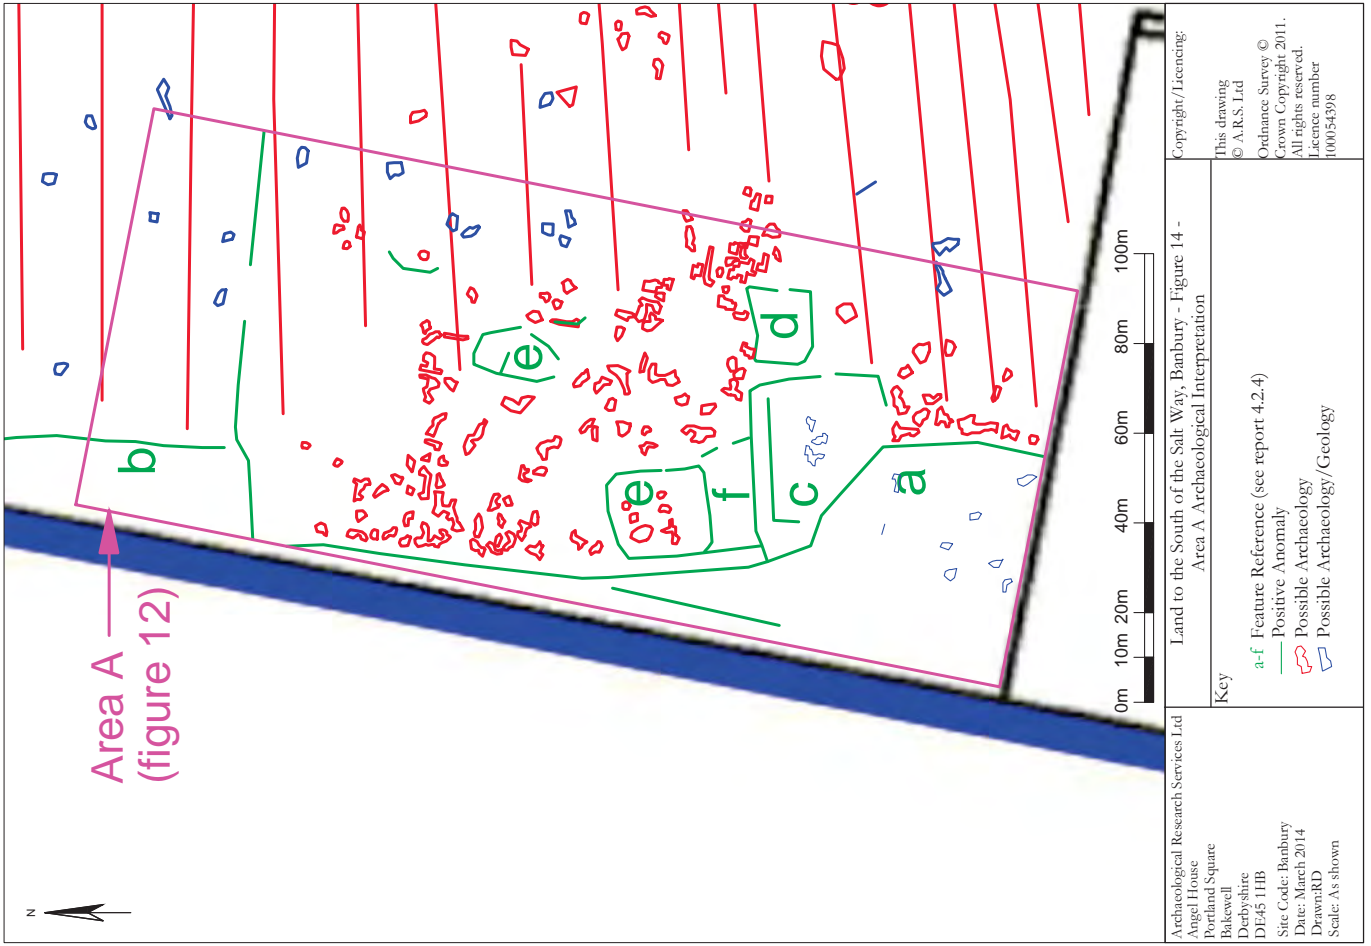 Area A
(figure 12)
N
b
e
e
f
d
c
a
0m 10m 20m 40m 60m 80m 100m
Archaeological Research Services Ltd
Angel House
Portland Square
Bakewell
Derbyshire
DE45 1HB
Site Code: Banbury
Date: March 2014
Drawn:RD
Scale: As shown
Land to the South of the Salt Way, Banbury - Figure 14 -
Area A Archaeological Interpretation
Key
a-f Feature Reference (see report 4.2.4)
Positive Anomaly
Possible Archaeology
Possible Archaeology/Geology
Copyright/Licencing:
This drawing
© A.R.S. Ltd
Ordnance Survey ©
Crown Copyright 2011.
All rights reserved.
Licence number
100054398